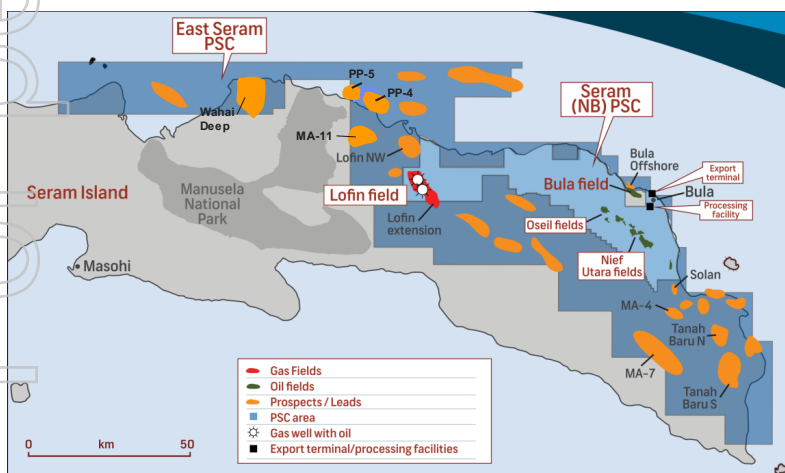 East Seram
PSC
PP-5
PP-4
Wahai
Deep
MA-11
Lofin NW
Seram
(NB) PSC
Bula
Offshore
Export
terminal
Bula field
Bula
Processing
facility
Seram Island
Manusela
National
Park
Lofin field
Lofin
extension
Oseil fields
Nief
Utara fields
Masohi
Solan
MA-4
Tanah
Baru N
MA-7
Tanah
Baru S
Gas Fields
Oil fields
Prospects / Leads
PSC area
Gas well with oil
Export terminal/processing facilities
0 km 50